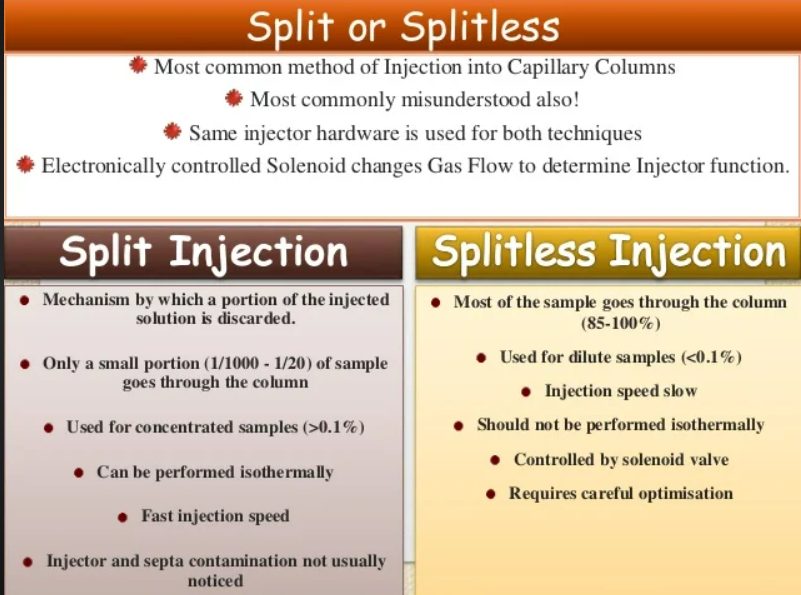 Split or Splitless
Most common method of Injection into Capillary Columns
Most commonly misunderstood also!
Same injector hardware is used for both techniques
Electronically controlled Solenoid changes Gas Flow to determine Injector function.
Split Injection
Mechanism by which a portion of the injected
solution is discarded.
Only a small portion (1/1000 - 1/20) of sample
goes through the column
Used for concentrated samples (>0.1%)
Can be performed isothermally
Fast injection speed
Injector and septa contamination not usually
noticed
Splitless Injection
Most of the sample goes through the column
(85-100%)
Used for dilute samples (<0.1%)
Injection speed slow
Should not be performed isothermally
Controlled by solenoid valve
Requires careful optimisation